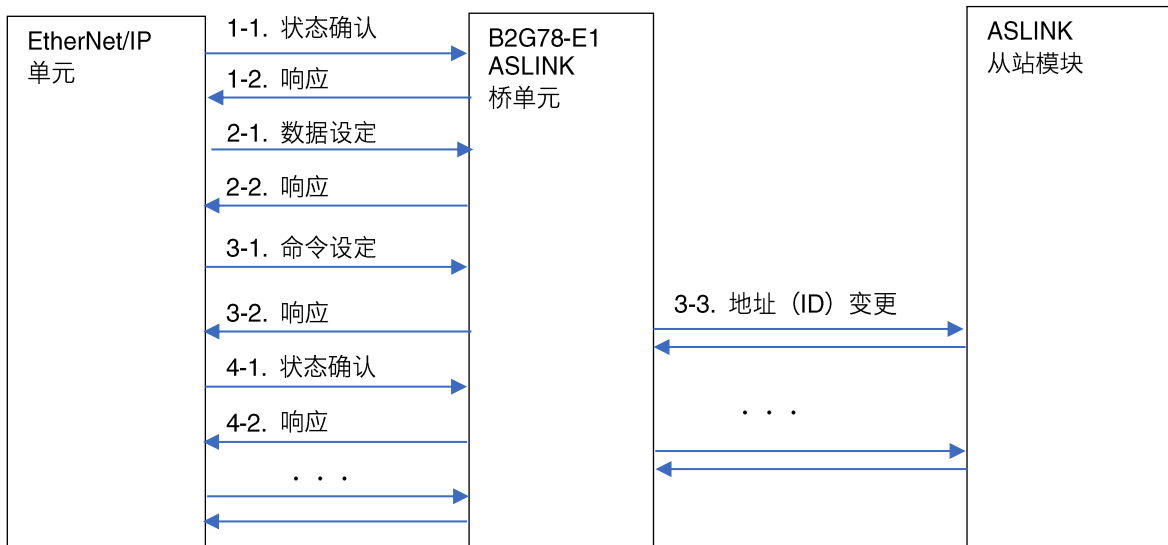 EtherNet/IP
单元
1-1. 状态确认
1-2. 响应
2-1. 数据设定
2-2. 响应
3-1. 命令设定
3-2. 响应
4-1. 状态确认
4-2. 响应
· · ·
B2G78-E1
ASLINK
桥单元
3-3. 地址（ID）变更
· · ·
ASLINK
从站模块